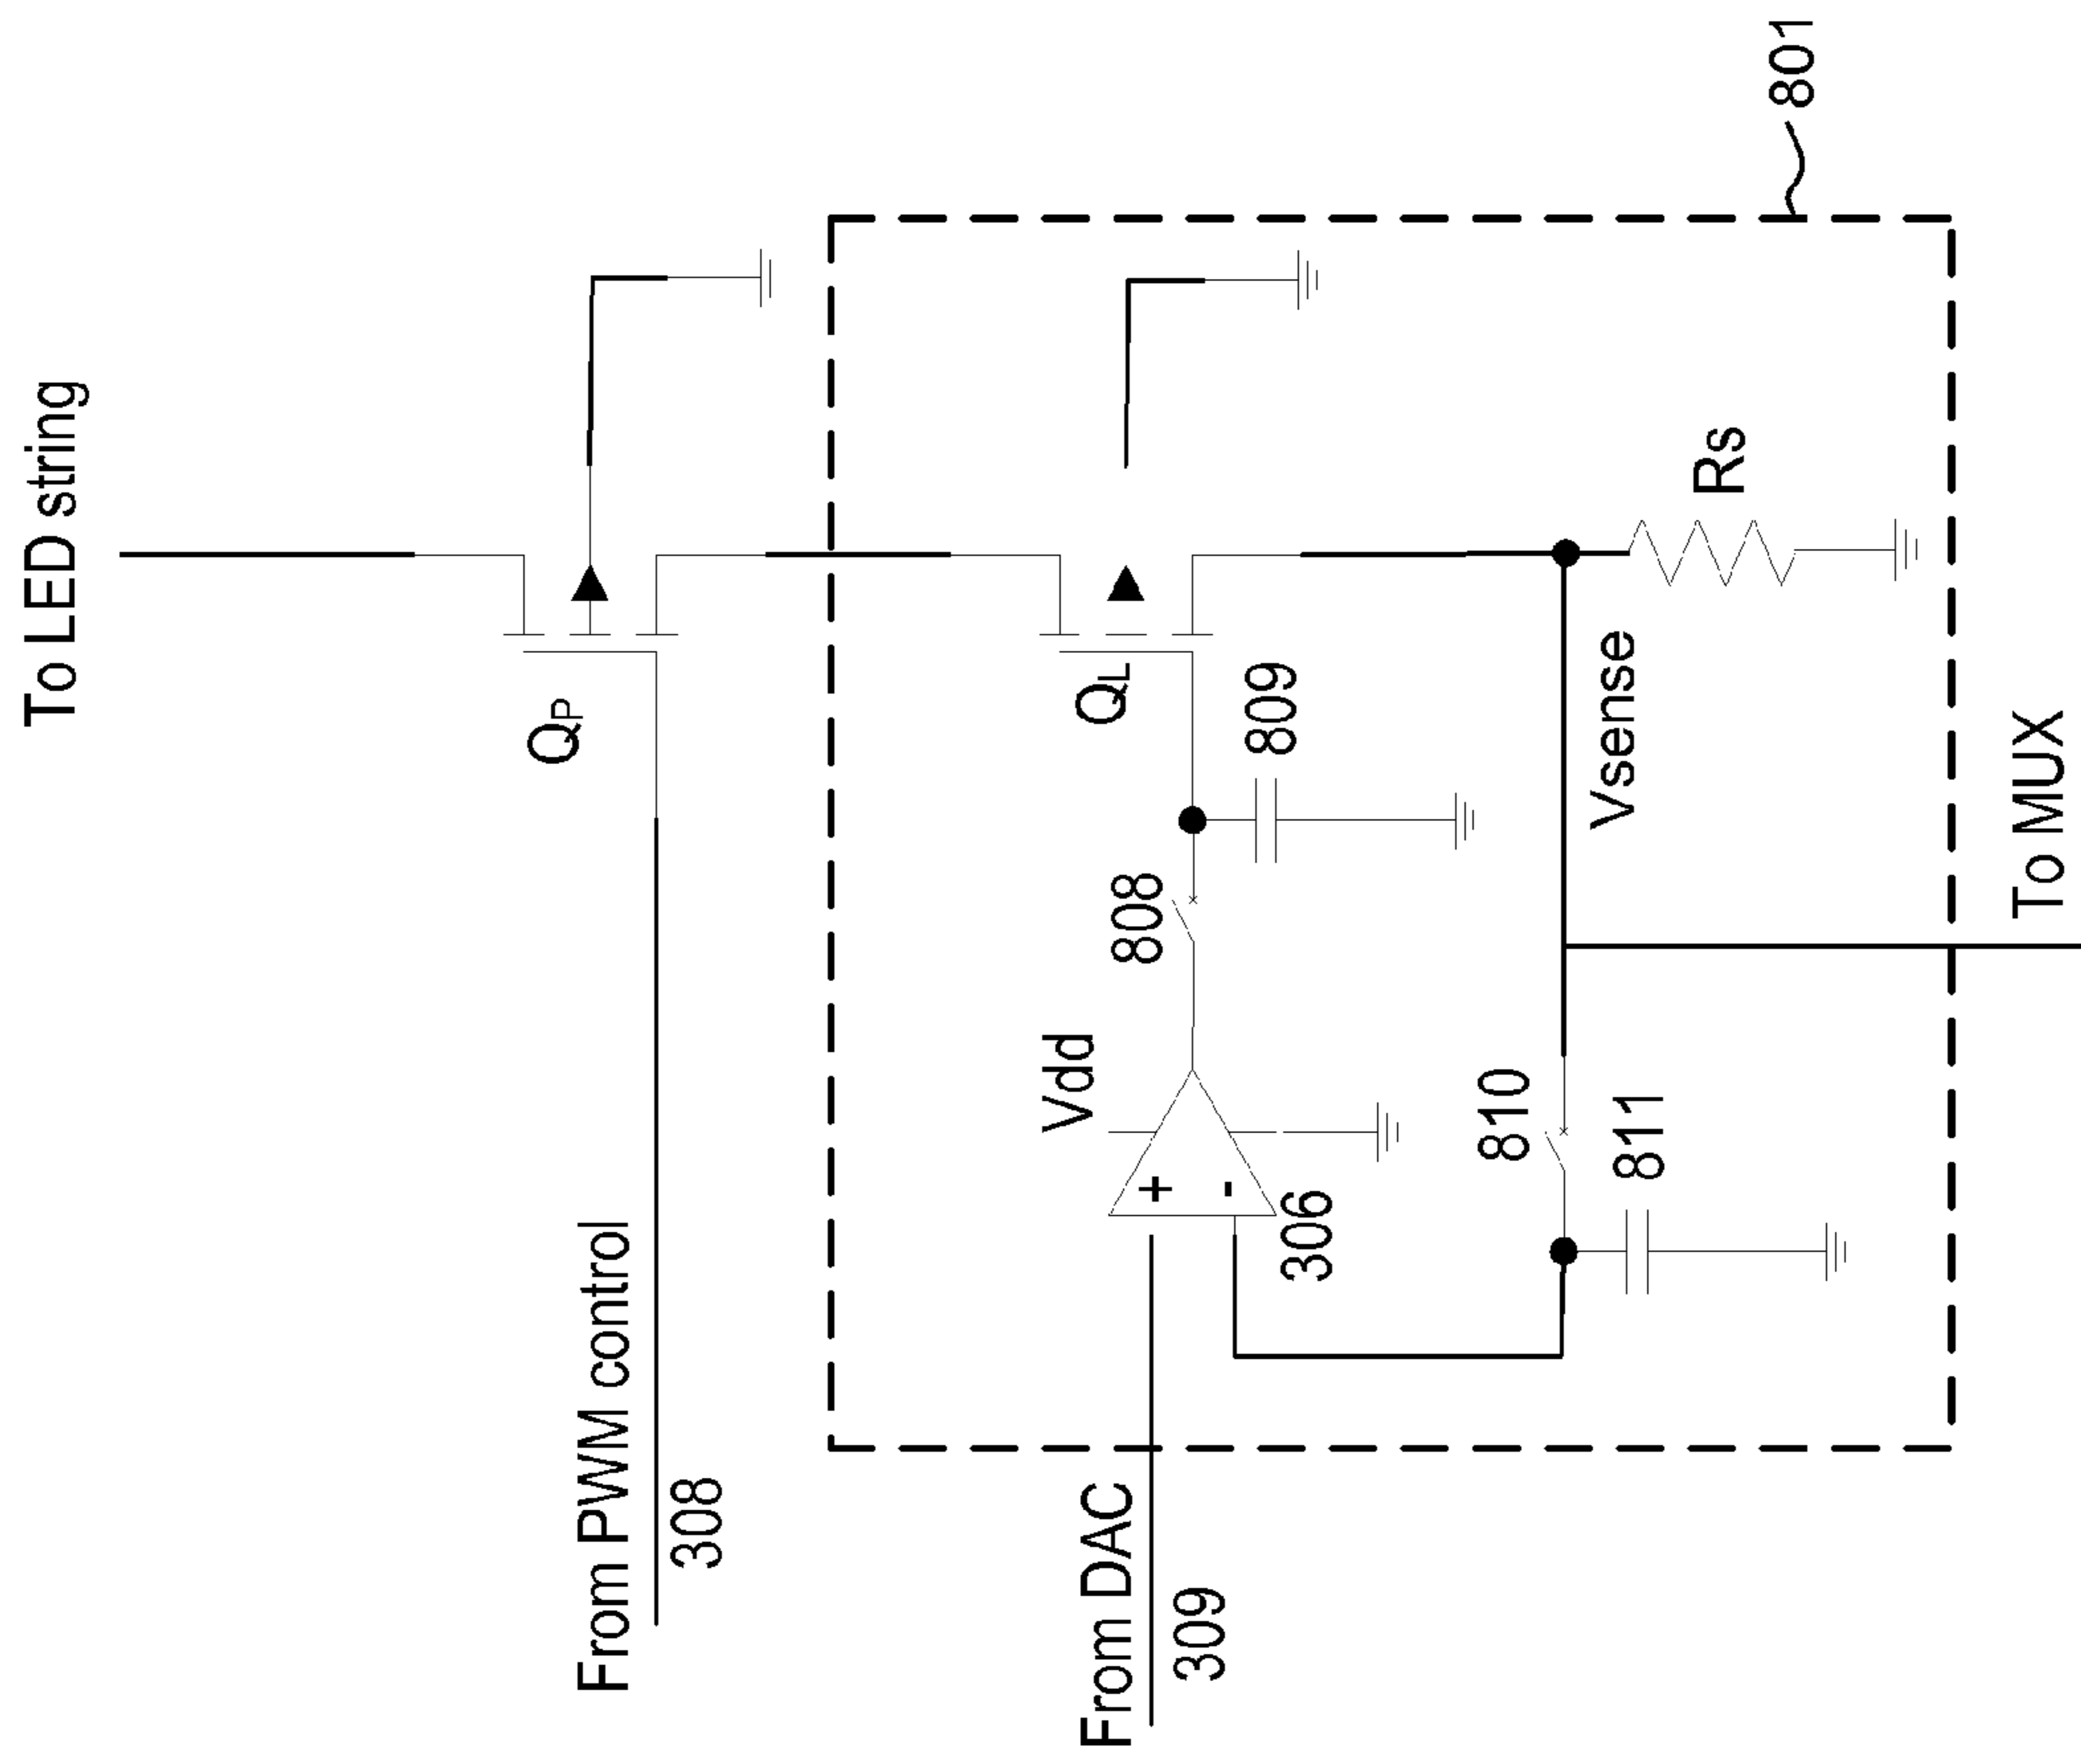 To LED string
801
QP
From PWM control
308
QL
809
808
Vdd
306
From DAC
309
Rs
Vsense
810
811
To MUX